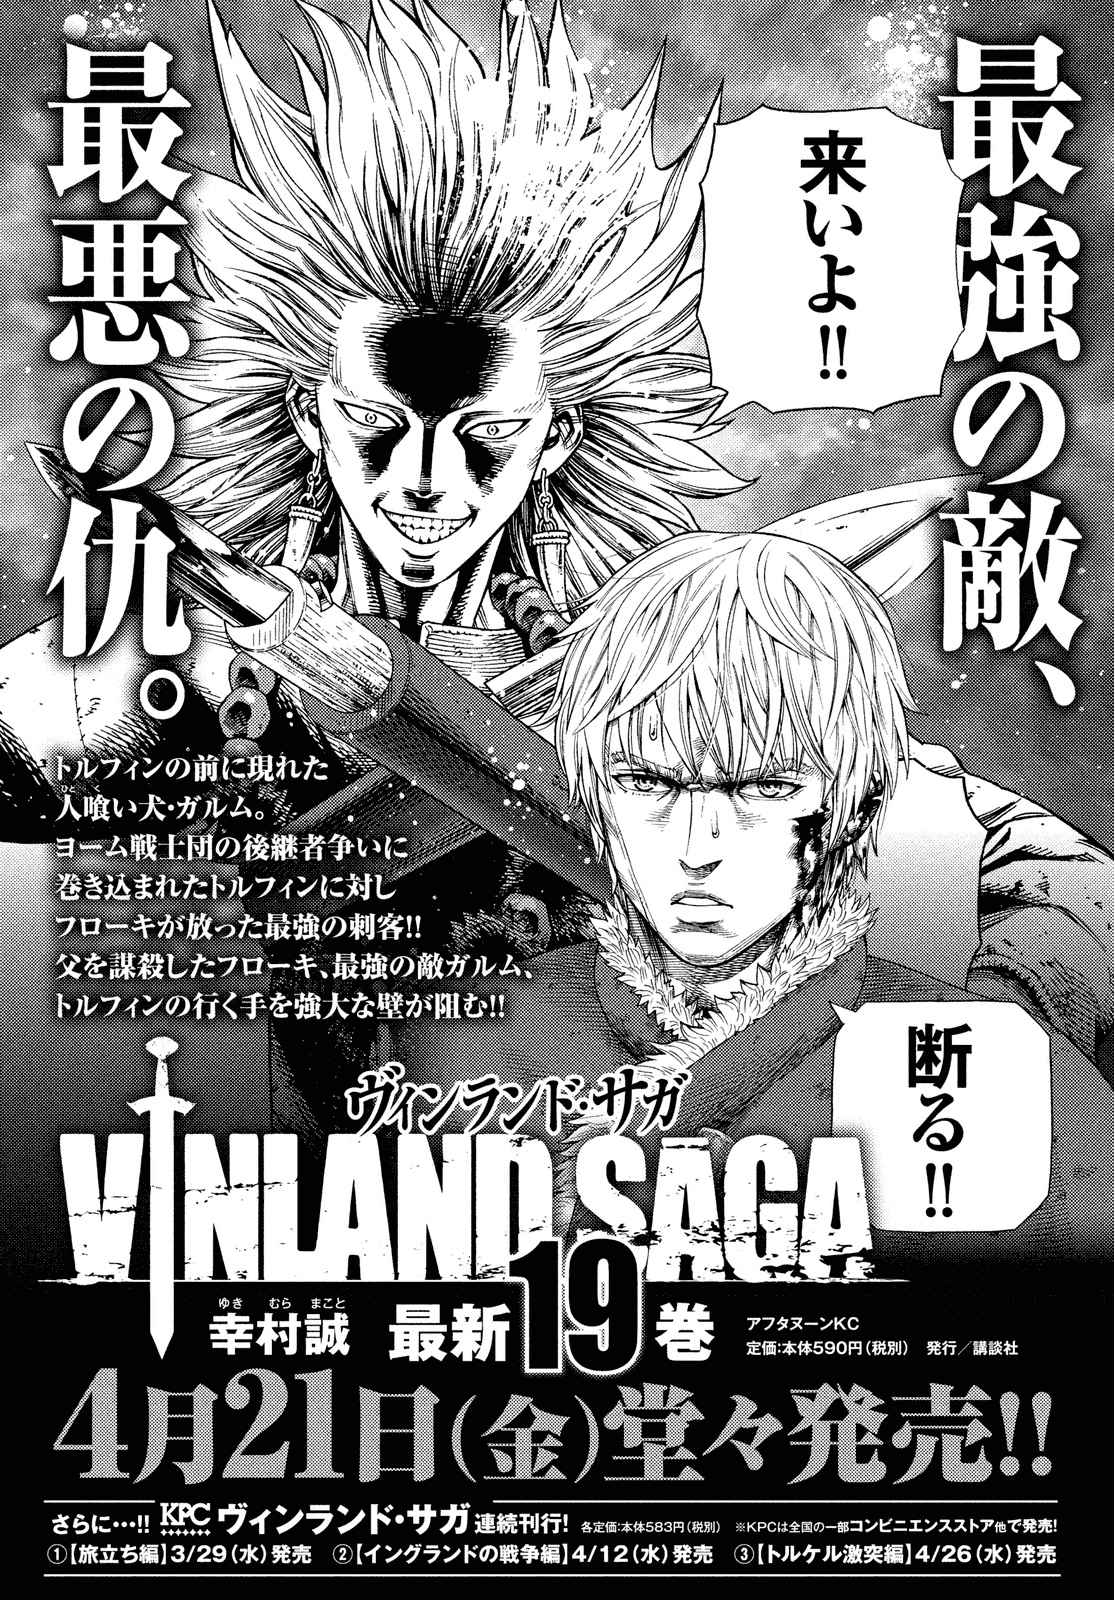 最強の敵、
来いよ!!
最悪の仇。
トルフィンの前に現れた
人喰い犬・ガルム。
ひと く
ヨーム戦士団の後継者争いに
巻き込まれたトルフィンに対し
フローキが放った最強の刺客!!
父を謀殺したフローキ、最強の敵ガルム、
トルフィンの行く手を強大な壁が阻む!!
断る!!
ヴィンランド・サガ
VINLAND SAGA
ゆき むら まこと
幸村誠 最新19巻
アフタヌーンKC
定価:本体590円(税別) 発行/講談社
4月21日(金)堂々発売!!
さらに…!! KPC ヴィンランド・サガ 連続刊行! 各定価:本体583円(税別) ※KPCは全国の一部コンビニエンスストア他で発売!
①【旅立ち編】3/29(水)発売 ②【イングランドの戦争編】4/12(水)発売 ③【トルケル激突編】4/26(水)発売